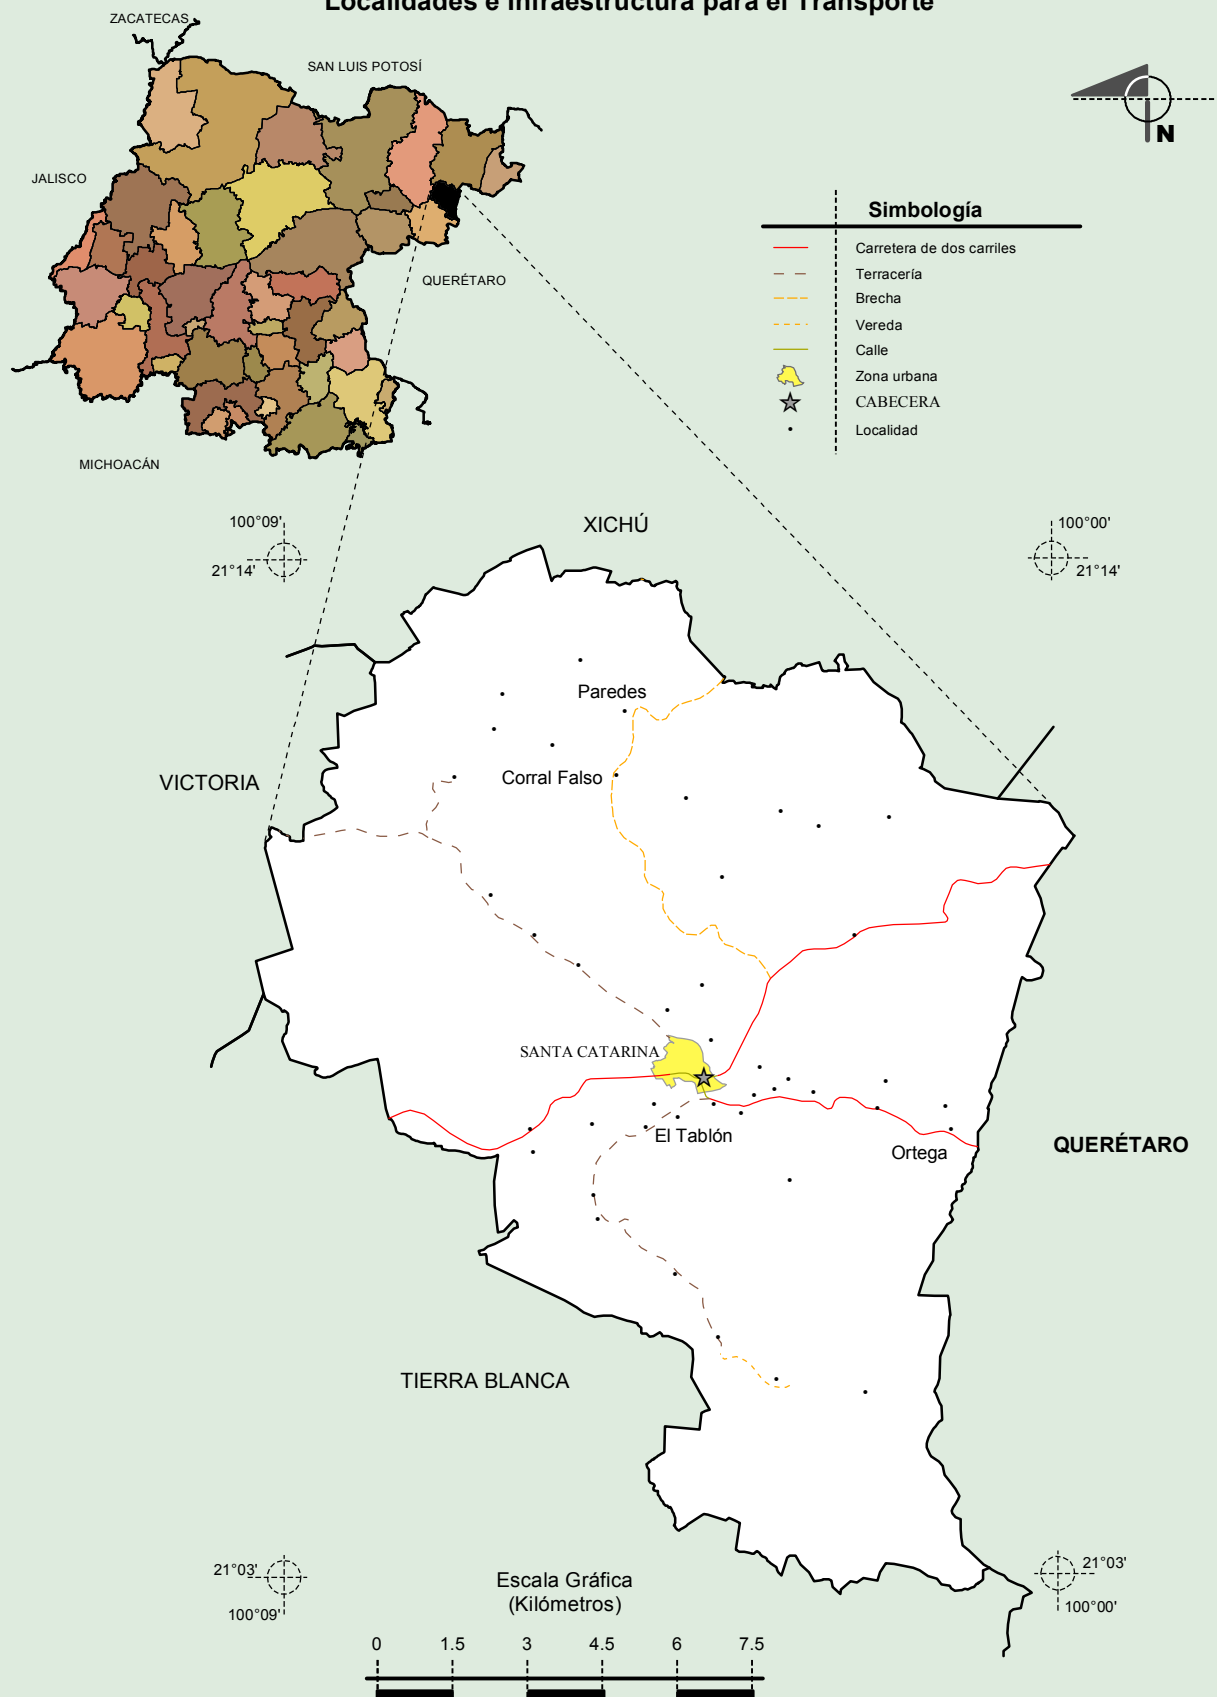 Localidades e Infraestructura para el Transporte
ZACATECAS
SAN LUIS POTOSÍ
JALISCO
QUERÉTARO
MICHOACÁN
N
Simbología
Carretera de dos carriles
Terracería
Brecha
Vereda
Calle
Zona urbana
CABECERA
Localidad
100°09'
21°14'
XICHÚ
100°00'
21°14'
Paredes
VICTORIA
Corral Falso
SANTA CATARINA
El Tablón
Ortega
QUERÉTARO
TIERRA BLANCA
21°03'
100°09'
21°03'
100°00'
Escala Gráfica
(Kilómetros)
0 1.5 3 4.5 6 7.5